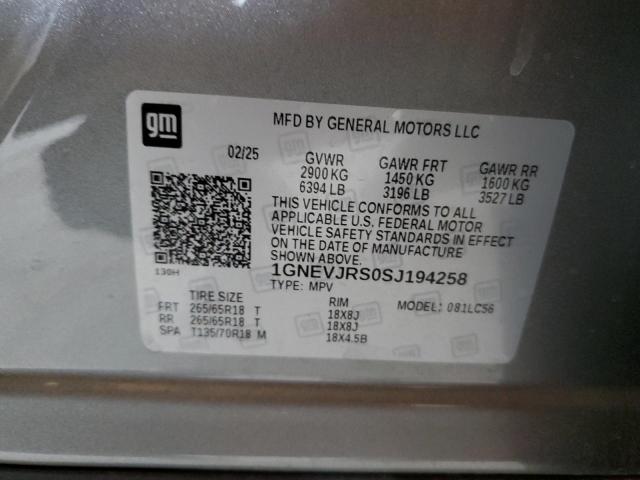 gm
MFD BY GENERAL MOTORS LLC
02/25 GVWR GAWR FRT GAWR RR
2900 KG 1450 KG 1600 KG
6394 LB 3196 LB 3527 LB
THIS VEHICLE CONFORMS TO ALL
APPLICABLE U.S. FEDERAL MOTOR
VEHICLE SAFETY STANDARDS IN EFFECT
ON THE DATE OF MANUFACTURE
SHOWN ABOVE.
130H
1GNEVJRS0SJ194258
TYPE: MPV
TIRE SIZE RIM MODEL: 081LC56
FRT 265/65R18 T 18X8J
RR 265/65R18 T 18X8J
SPA T135/70R18 M 18X4.5B